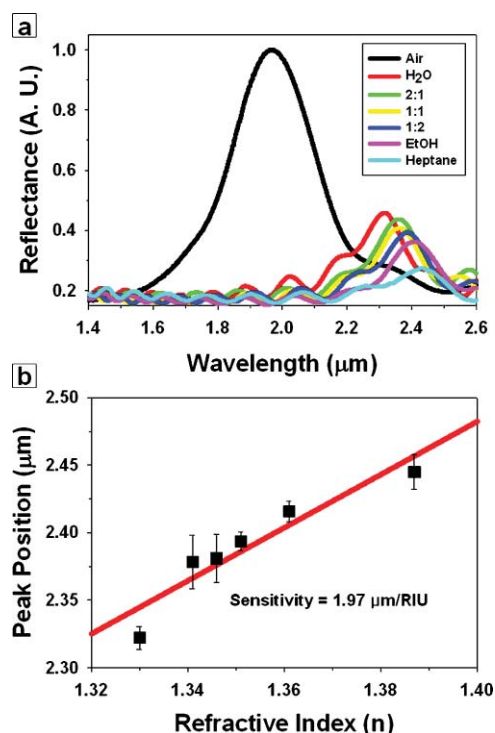 a
Reflectance (A. U.)
1.0
0.8
0.6
0.4
0.2
Air
H₂O
2:1
1:1
1:2
EtOH
Heptane
1.4 1.6 1.8 2.0 2.2 2.4 2.6
Wavelength (μm)
b
Peak Position (μm)
2.50
2.45
2.40
2.35
2.30
Sensitivity = 1.97 μm/RIU
1.32 1.34 1.36 1.38 1.40
Refractive Index (n)